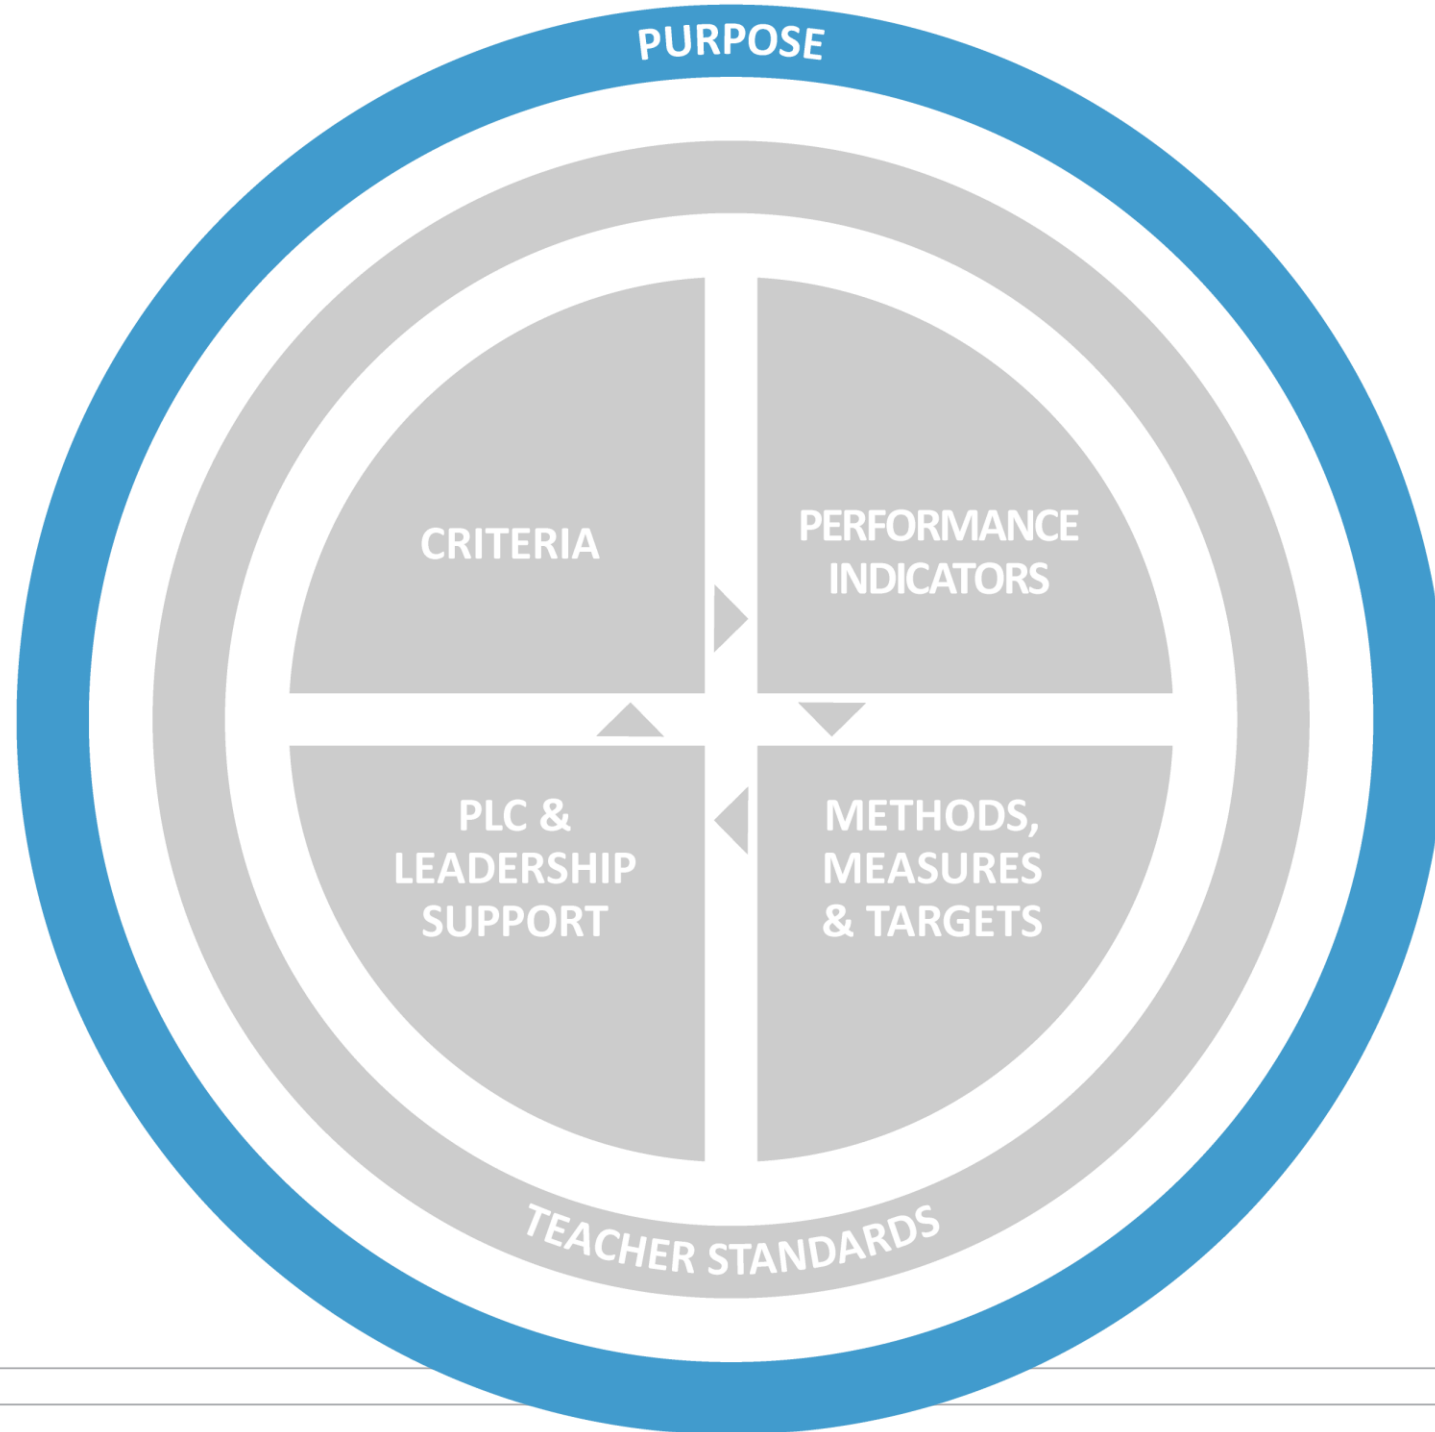 PURPOSE
CRITERIA
PERFORMANCE
INDICATORS
PLC &
LEADERSHIP
SUPPORT
METHODS,
MEASURES
& TARGETS
TEACHER STANDARDS